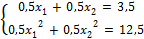 0,5x₁ + 0,5x₂ = 3,5
0,5x₁² + 0,5x₂² = 12,5